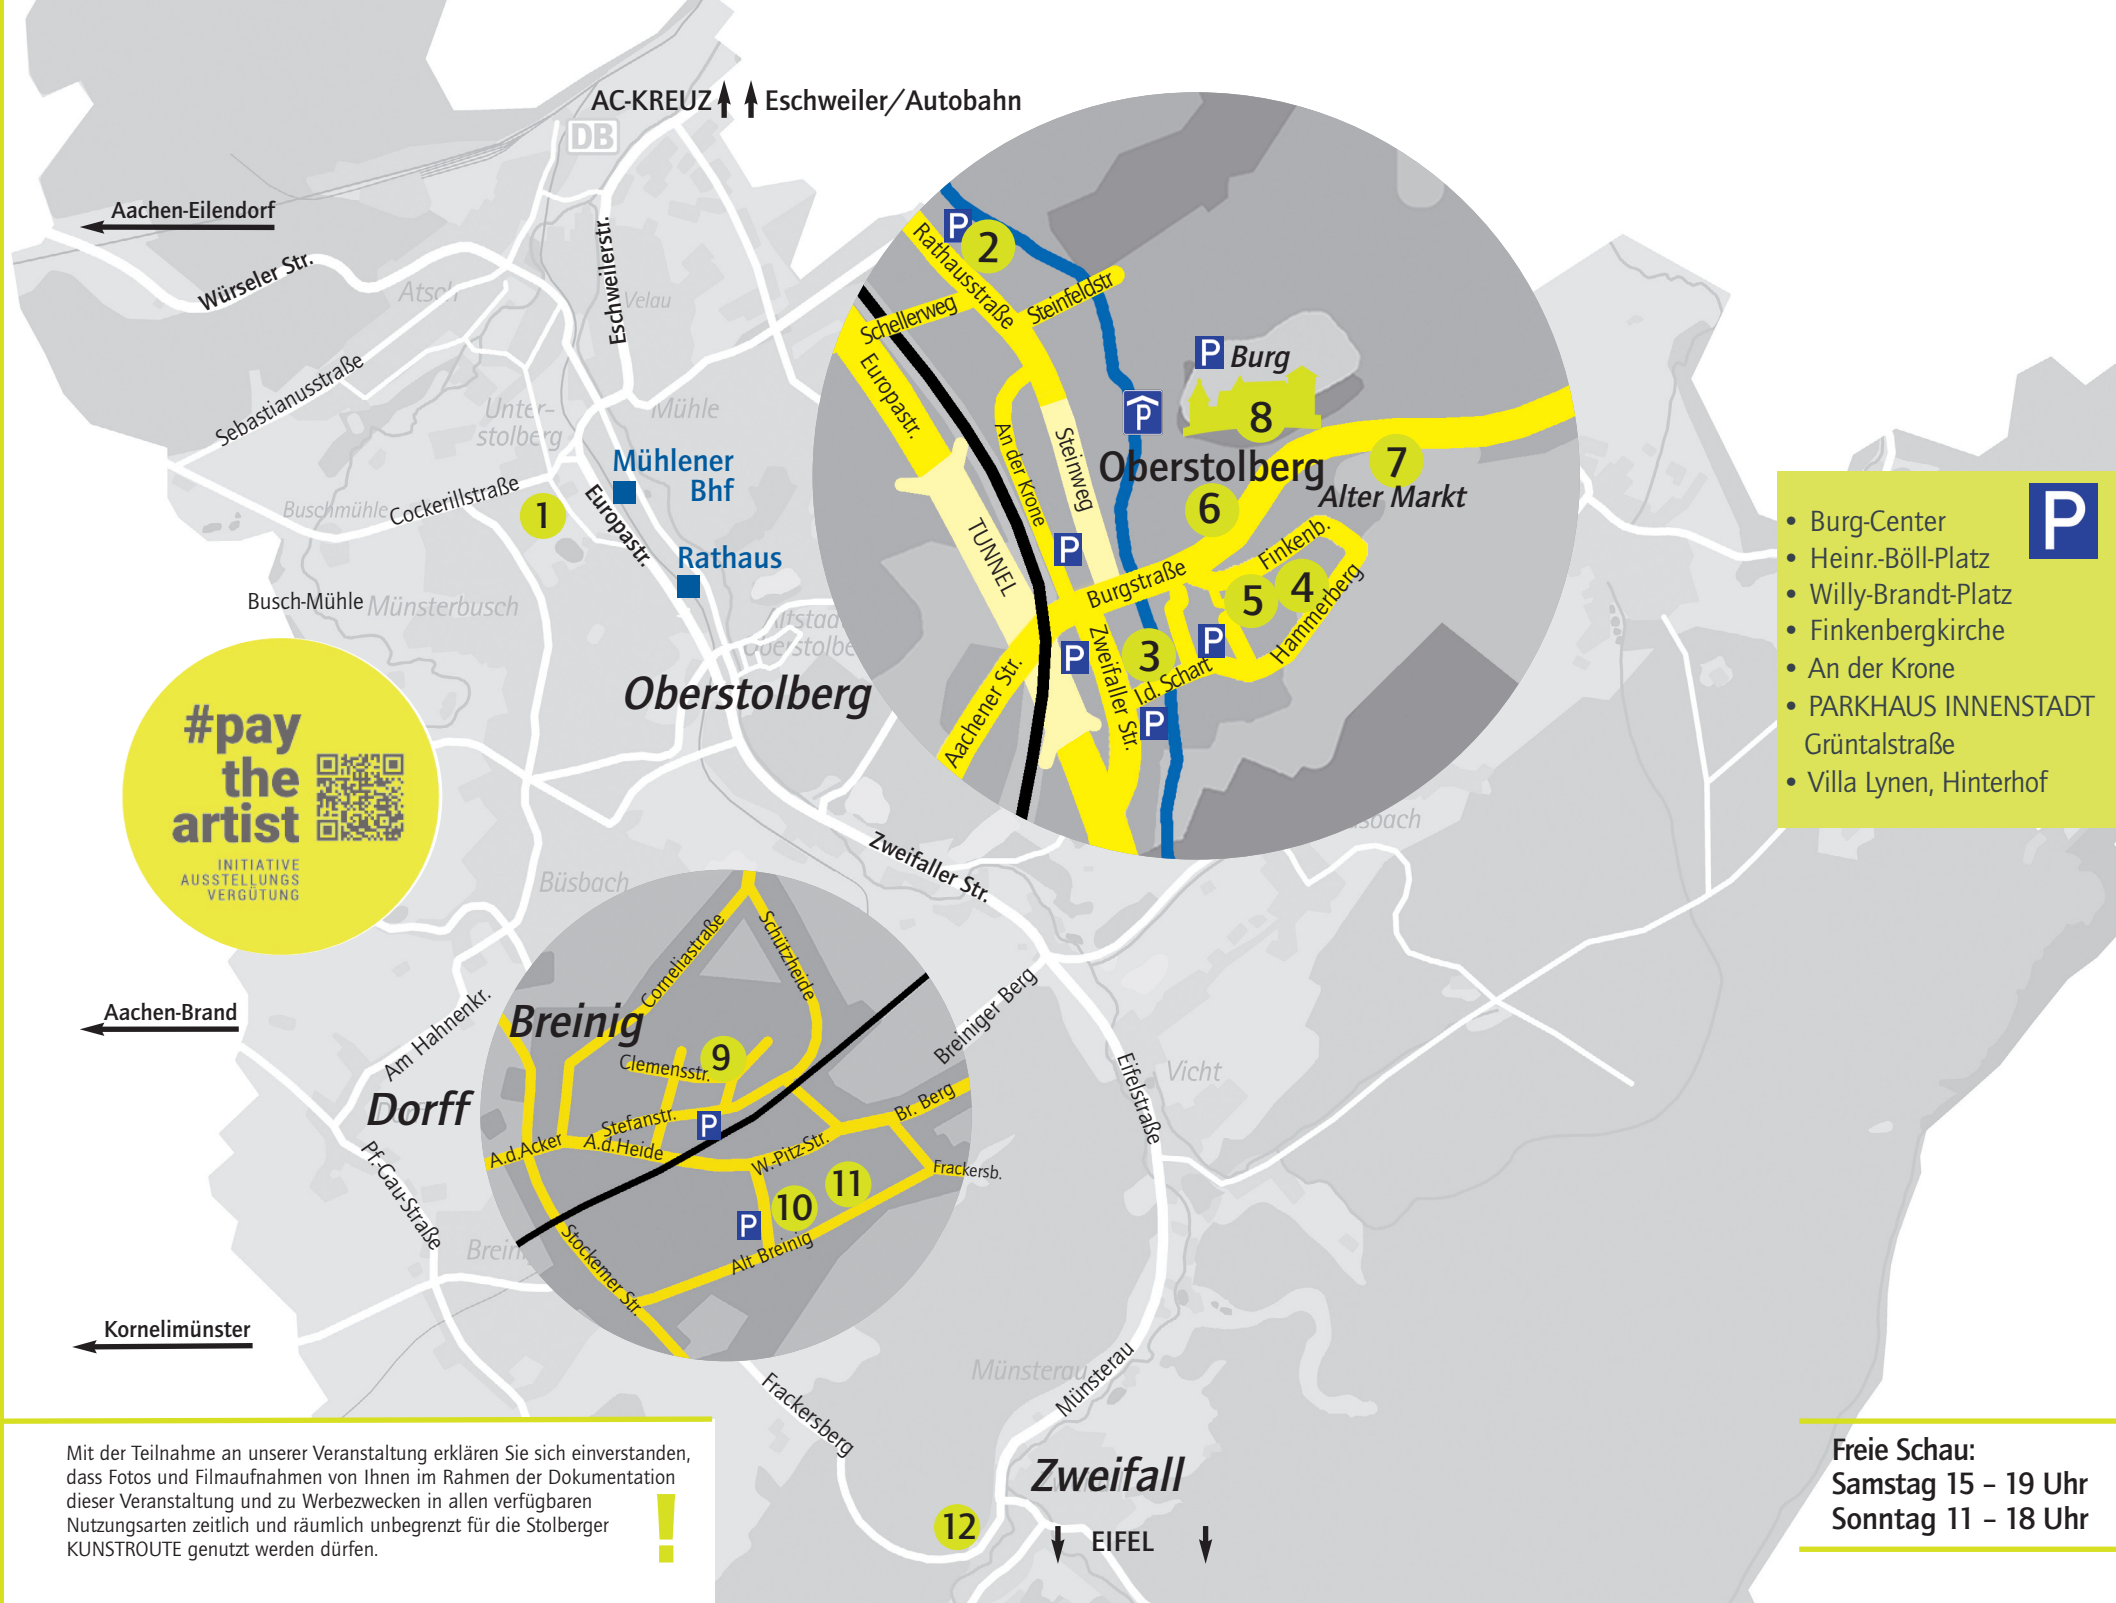 AC-KREUZ
Eschweiler/Autobahn
DB
Aachen-Eilendorf
Würseler Str.
Atsch
Eschweilerstr.
Velau
Sebastianusstraße
Unter-
stolberg
Mühle
Mühlener
Bhf
Buschmühle
Cockerillstraße
1
Europastr.
Rathaus
Busch-Mühle
Münsterbusch
Oberstolberg
P
2
Rathausstraße
Steinfeldstr
Schellerweg
Europastr.
P
Burg
P
8
An der Krone
Steinweg
Oberstolberg
7
Alter Markt
6
TUNNEL
P
Finkenb.
Burgstraße
5
4
Hammerberg
P
Zweifaller Str.
3
P
I.d. Schart
P
Aachener Str.
• Burg-Center
• Heinr.-Böll-Platz
• Willy-Brandt-Platz
• Finkenbergkirche
• An der Krone
• PARKHAUS INNENSTADT
Grüntalstraße
• Villa Lynen, Hinterhof
P
#pay
the
artist
INITIATIVE
AUSSTELLUNGS
VERGÜTUNG
Büsbach
Zweifaller Str.
Aachen-Brand
Am Hahnenkr.
Dorff
Pf.-Gau-Straße
Breinig
Corneliastraße
Schützheide
Clemensstr.
9
Stefanstr.
P
A.d.Acker
A.d.Heide
W.-Pitz-Str.
Br. Berg
Frackersb.
11
10
P
Alt Breinig
Stockemer Str.
Breiniger Berg
Eifelstraße
Vicht
Kornelimünster
Frackersberg
Münsterau
Münsterau
Zweifall
12
EIFEL
Mit der Teilnahme an unserer Veranstaltung erklären Sie sich einverstanden,
dass Fotos und Filmaufnahmen von Ihnen im Rahmen der Dokumentation
dieser Veranstaltung und zu Werbezwecken in allen verfügbaren
Nutzungsarten zeitlich und räumlich unbegrenzt für die Stolberger
KUNSTROUTE genutzt werden dürfen.
!
Freie Schau:
Samstag 15 – 19 Uhr
Sonntag 11 – 18 Uhr